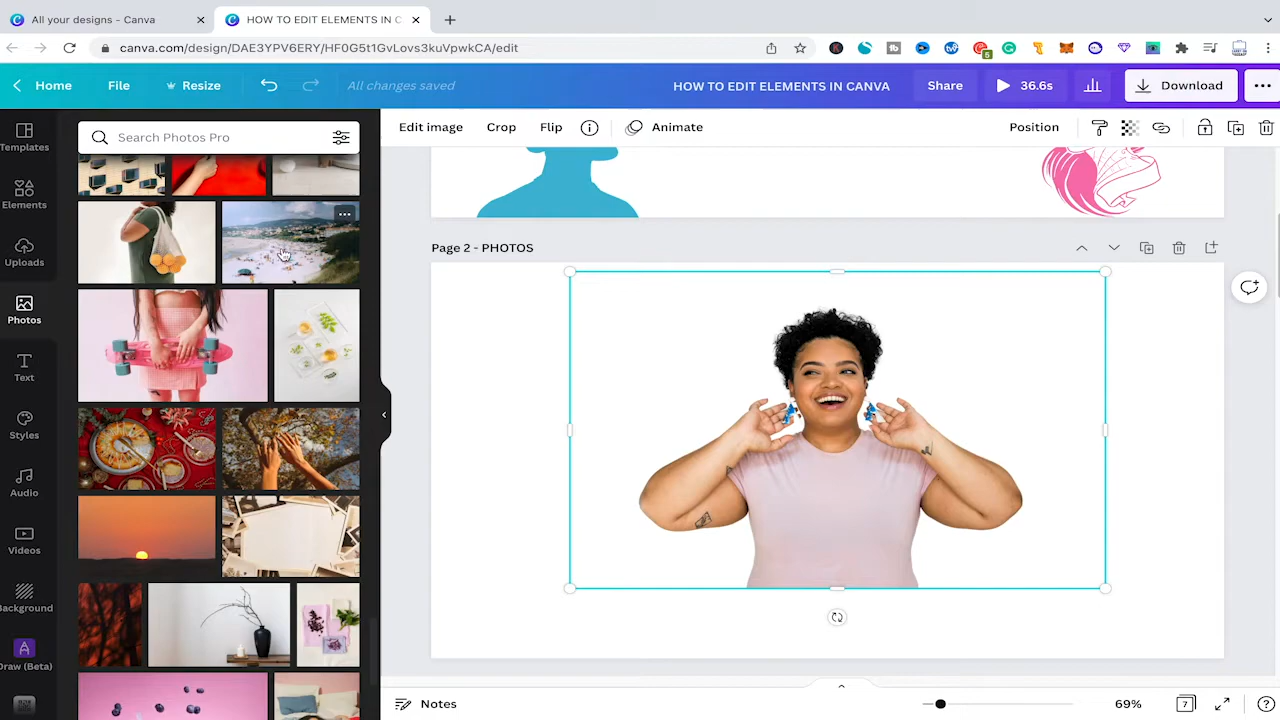 All your designs - Canva
HOW TO EDIT ELEMENTS IN C
canva.com/design/DAE3YPV6ERY/HF0G5t1GvLovs3kuVpwkCA/edit
5
Home
File
Resize
All changes saved
HOW TO EDIT ELEMENTS IN CANVA
Share
36.6s
Download
Templates
Elements
Uploads
Photos
Text
Styles
Audio
Videos
Background
Draw (Beta)
Search Photos Pro
Edit image
Crop
Flip
Animate
Position
Page 2 - PHOTOS
Notes
69%
7